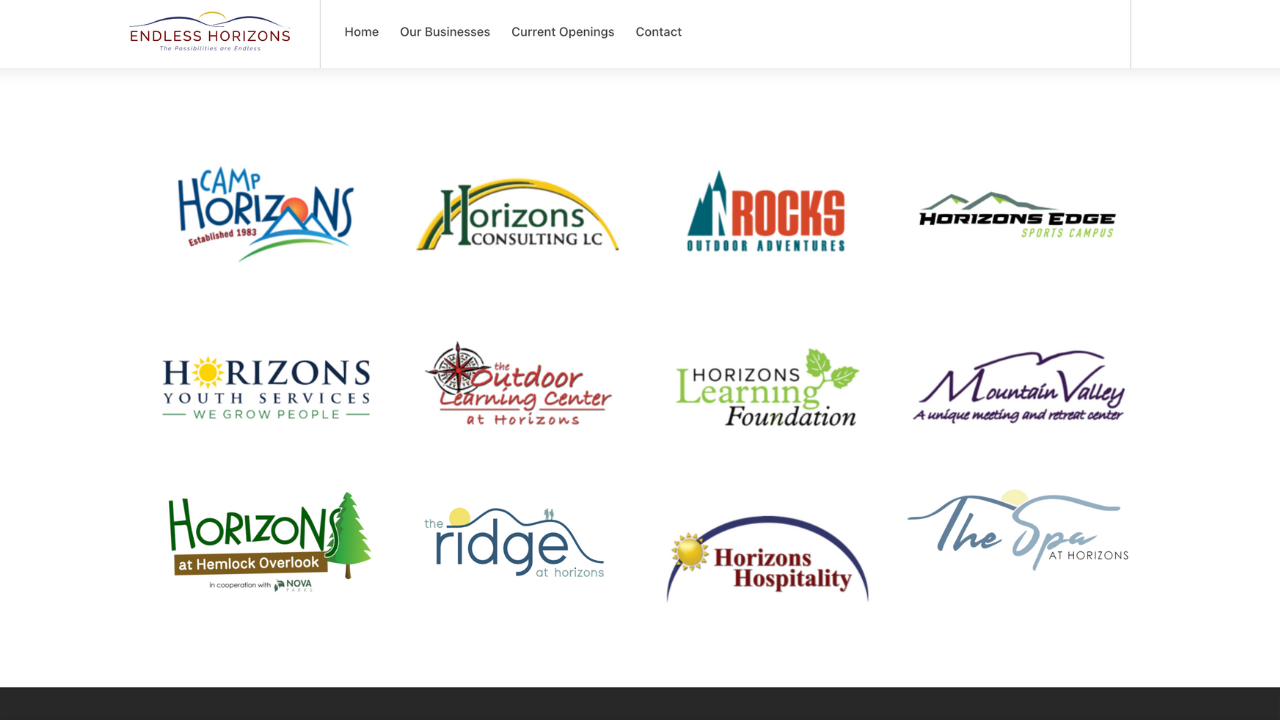 ENDLESS HORIZONS
The Possibilities are Endless
Home
Our Businesses
Current Openings
Contact
CAMP
HORIZONS
Established 1983
Horizons
CONSULTING LC
ROCKS
OUTDOOR ADVENTURES
HORIZONS EDGE
SPORTS CAMPUS
HORIZONS
YOUTH SERVICES
WE GROW PEOPLE
the
Outdoor
Learning Center
at Horizons
HORIZONS
Learning
Foundation
Mountain Valley
A unique meeting and retreat center
HORIZONS
at Hemlock Overlook
In cooperation with NOVA
PARKS
the
ridge
at horizons
Horizons
Hospitality
The Spa
AT HORIZONS